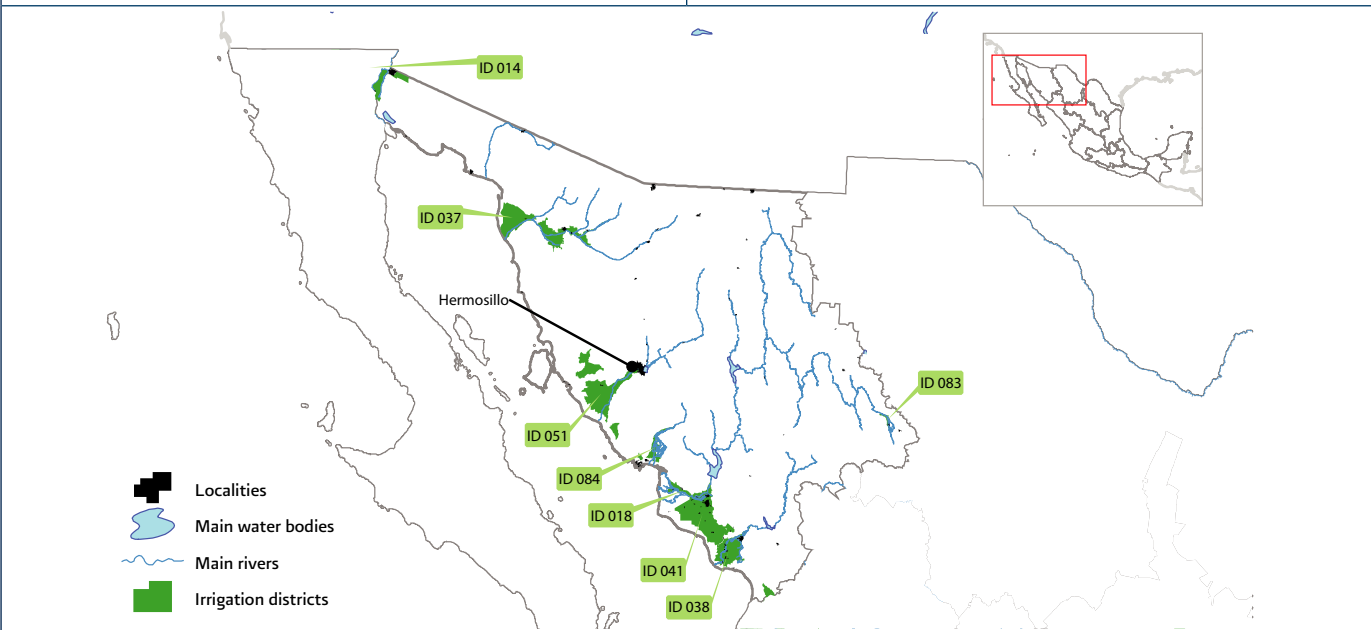 ID 014
ID 037
Hermosillo
ID 083
ID 051
ID 084
ID 018
ID 041
ID 038
Localities
Main water bodies
Main rivers
Irrigation districts